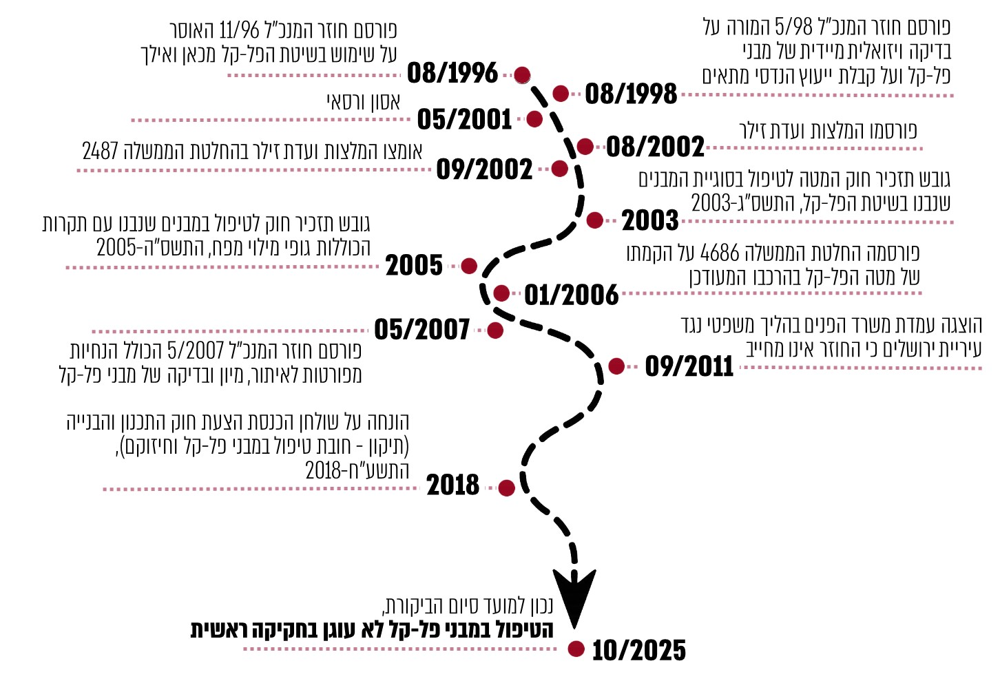 פורסם חוזר המנכ"ל 11/96 האוסר
על שימוש בשיטת הפל-קל מכאן ואילך
08/1996
פורסם חוזר המנכ"ל 5/98 המורה על
בדיקה ויזואלית מיידית של מבני
פל-קל ועל קבלת ייעוץ הנדסי מתאים
08/1998
אסון ורסאי
05/2001
פורסמו המלצות ועדת זילר
08/2002
אומצו המלצות ועדת זילר בהחלטת הממשלה 2487
09/2002
גובש תזכיר חוק המטה לטיפול בסוגיית המבנים
שנבנו בשיטת הפל-קל, התשס"ג-2003
2003
גובש תזכיר חוק לטיפול במבנים שנבנו עם תקרות
הכוללות גופי מילוי מפח, התשס"ה-2005
2005
פורסמה החלטת הממשלה 4686 על הקמתו
של מטה הפל-קל בהרכבו המעודכן
01/2006
05/2007
פורסם חוזר המנכ"ל 5/2007 הכולל הנחיות
מפורטות לאיתור, מיון ובדיקה של מבני פל-קל
הוצגה עמדת משרד הפנים בהליך משפטי נגד
עיריית ירושלים כי החוזר אינו מחייב
09/2011
הונחה על שולחן הכנסת הצעת חוק התכנון והבנייה
(תיקון - חובת טיפול במבני פל-קל וחיזוקם),
התשע"ח-2018
2018
נכון למועד סיום הביקורת,
הטיפול במבני פל-קל לא עוגן בחקיקה ראשית
10/2025